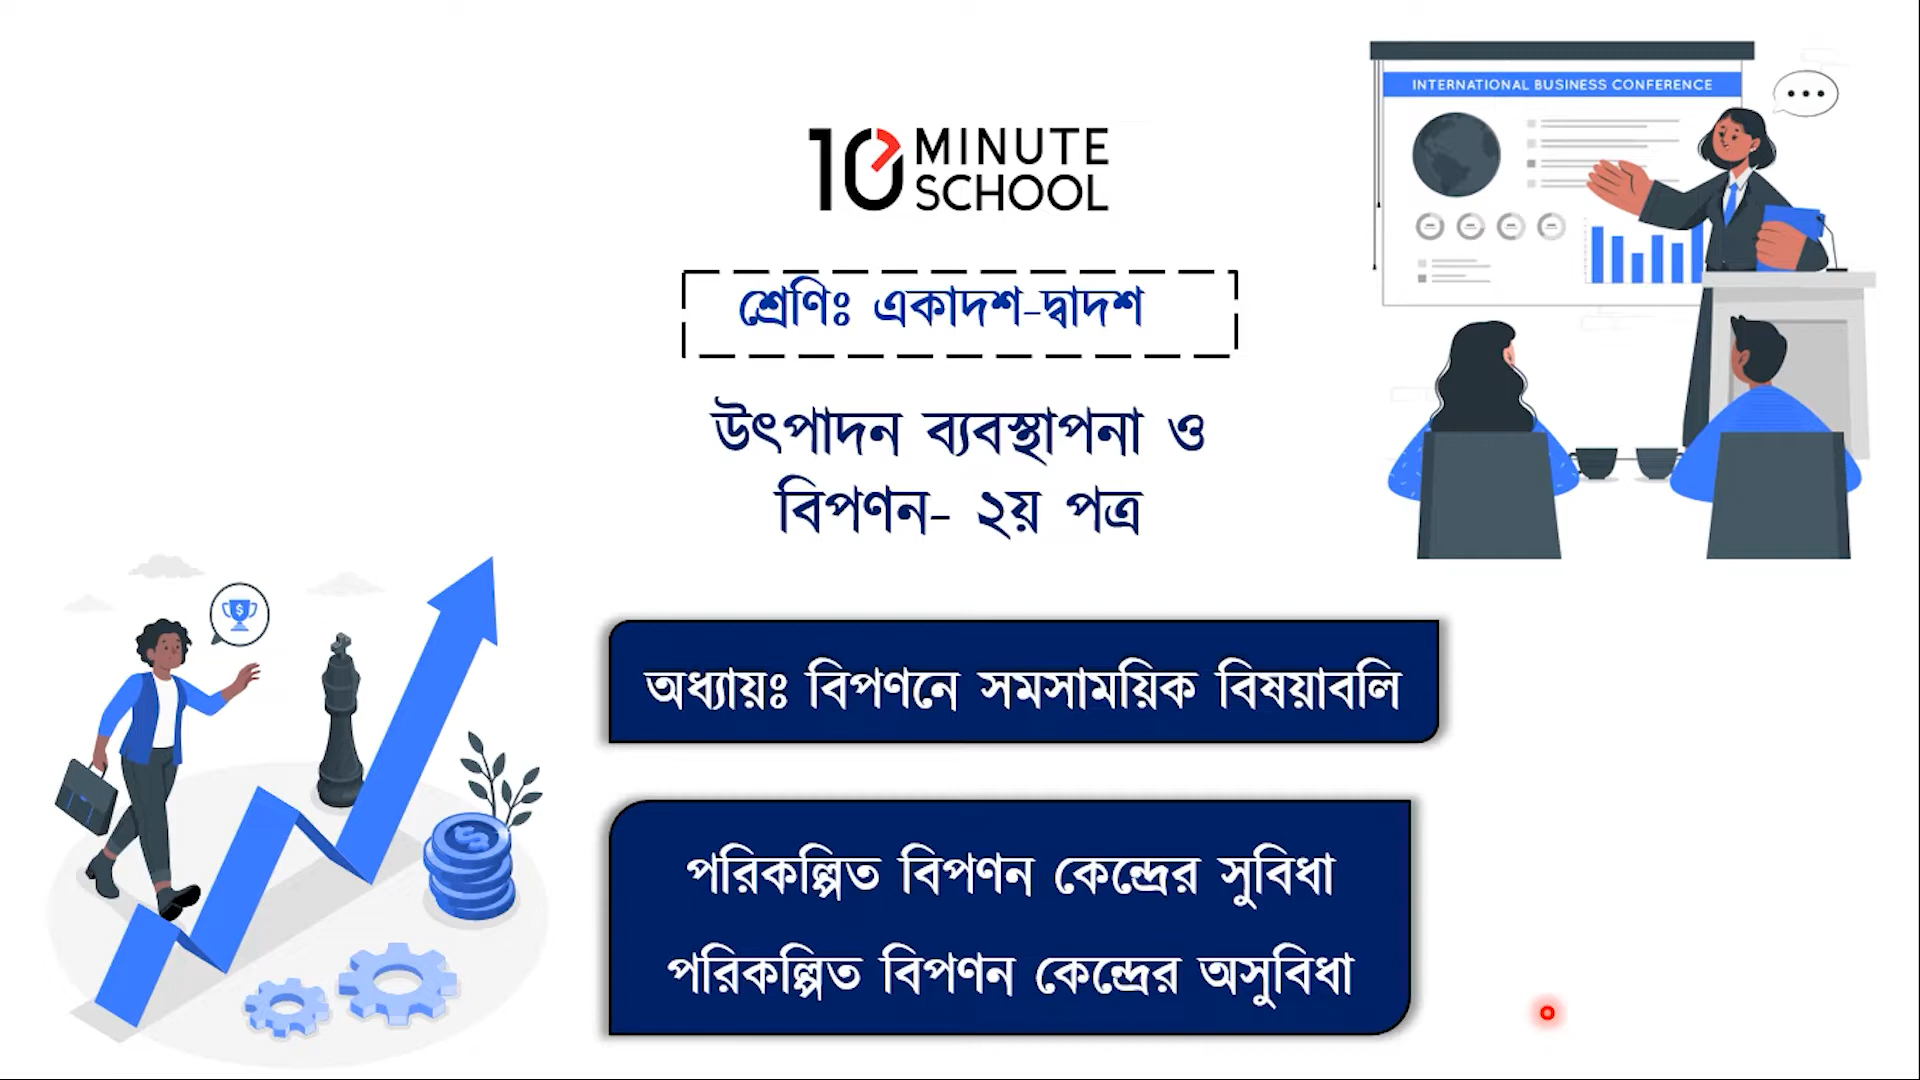 INTERNATIONAL BUSINESS CONFERENCE
10 MINUTE
SCHOOL
শ্রেণিঃ একাদশ-দ্বাদশ
উৎপাদন ব্যবস্থাপনা ও
বিপণন- ২য় পত্র
অধ্যায়ঃ বিপণনে সমসাময়িক বিষয়াবলি
পরিকল্পিত বিপণন কেন্দ্রের সুবিধা
পরিকল্পিত বিপণন কেন্দ্রের অসুবিধা